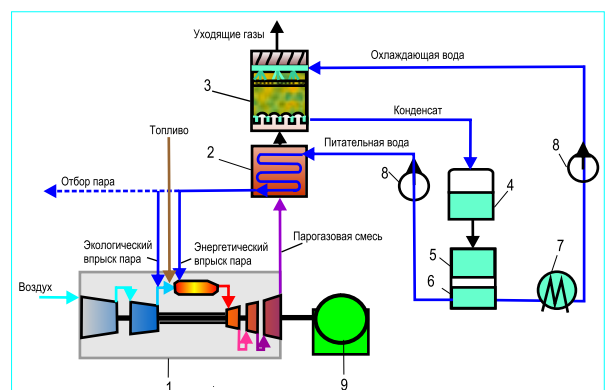 Уходящие газы
Охлаждающая вода
3
Конденсат
Топливо
Питательная вода
2
8
8
Отбор пара
4
Экологический
впрыск пара
Энергетический
впрыск пара
Парогазовая смесь
5
7
6
Воздух
1
9